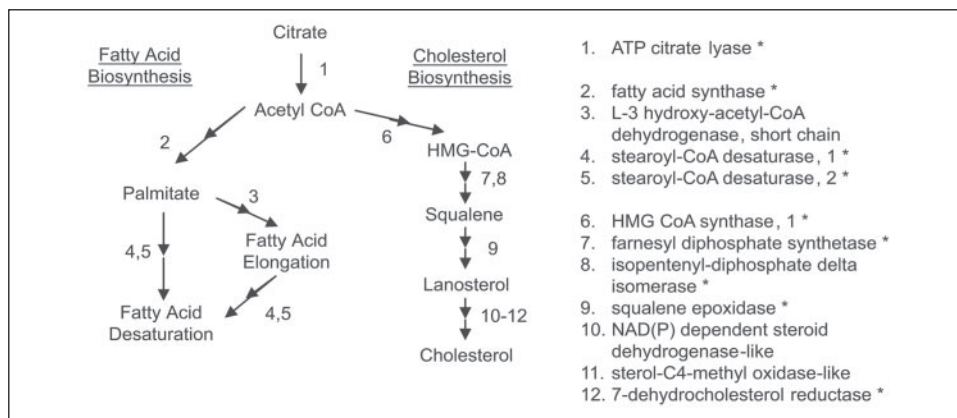 Citrate
Fatty Acid
Biosynthesis
1
Cholesterol
Biosynthesis
Acetyl CoA
2
6
HMG-CoA
7,8
Palmitate
3
Squalene
4,5
Fatty Acid
Elongation
9
Lanosterol
Fatty Acid
Desaturation
4,5
10-12
Cholesterol
1. ATP citrate lyase *
2. fatty acid synthase *
3. L-3 hydroxy-acetyl-CoA
dehydrogenase, short chain
4. stearoyl-CoA desaturase, 1 *
5. stearoyl-CoA desaturase, 2 *
6. HMG CoA synthase, 1 *
7. farnesyl diphosphate synthetase *
8. isopentenyl-diphosphate delta
isomerase *
9. squalene epoxidase *
10. NAD(P) dependent steroid
dehydrogenase-like
11. sterol-C4-methyl oxidase-like
12. 7-dehydrocholesterol reductase *